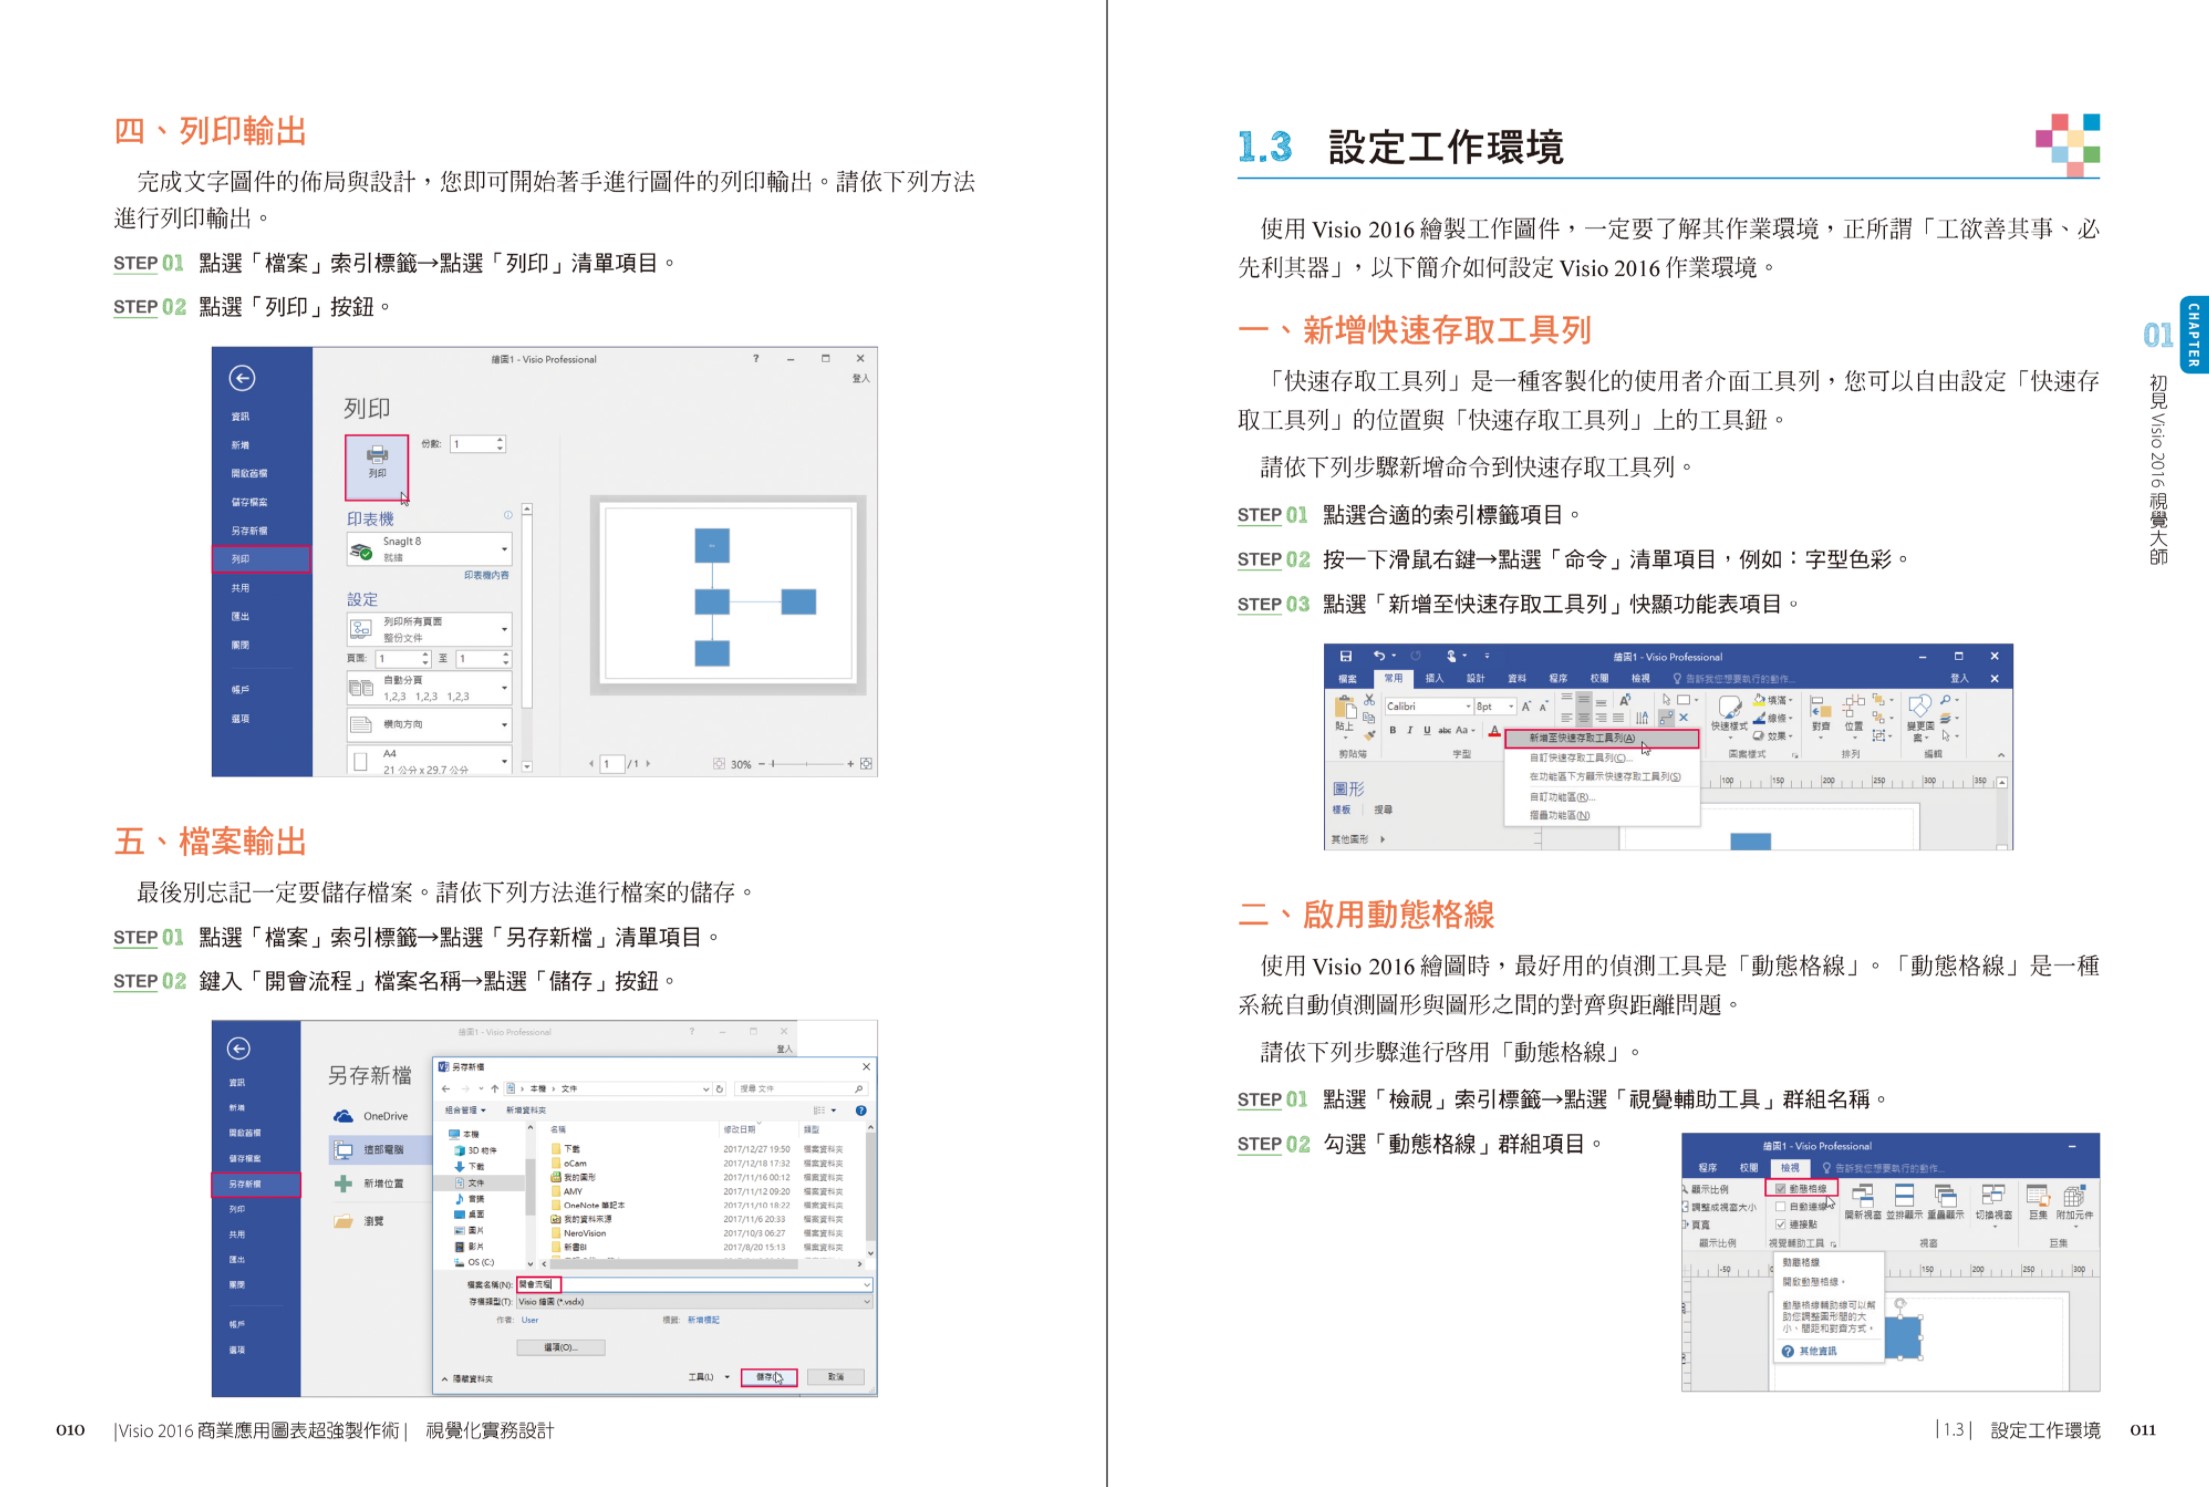 四、列印輸出
完成文字圖件的佈局與設計，您即可開始著手進行圖件的列印輸出。請依下列方法
進行列印輸出。
STEP 01 點選「檔案」索引標籤→點選「列印」清單項目。
STEP 02 點選「列印」按鈕。
繪圖1 - Visio Professional
?
登入
資訊
新增
開啟舊檔
儲存檔案
另存新檔
列印
共用
匯出
關閉
帳戶
選項
列印
列印
份數: 1
印表機
SnagIt 8
就緒
印表機內容
設定
列印所有頁面
整份文件
頁面: 1 至 1
自動分頁
1,2,3 1,2,3 1,2,3
橫向方向
A4
21 公分 x 29.7 公分
1 /1
30%
五、檔案輸出
最後別忘記一定要儲存檔案。請依下列方法進行檔案的儲存。
STEP 01 點選「檔案」索引標籤→點選「另存新檔」清單項目。
STEP 02 鍵入「開會流程」檔案名稱→點選「儲存」按鈕。
繪圖1 - Visio Professional
?
登入
資訊
新增
開啟舊檔
儲存檔案
另存新檔
列印
共用
匯出
關閉
帳戶
選項
另存新檔
OneDrive
這部電腦
新增位置
瀏覽
另存新檔
本機 › 文件
搜尋 文件
組合管理 新增資料夾
本機
3D 物件
下載
文件
音樂
桌面
圖片
影片
OS (C:)
名稱 修改日期 類型
下載 2017/12/27 19:50 檔案資料夾
oCam 2017/12/18 17:32 檔案資料夾
我的圖形 2017/11/16 00:12 檔案資料夾
AMY 2017/11/12 09:20 檔案資料夾
OneNote 筆記本 2017/11/10 18:22 檔案資料夾
我的資料來源 2017/11/6 20:33 檔案資料夾
NeroVision 2017/10/3 06:27 檔案資料夾
新書BI 2017/8/20 15:13 檔案資料夾
檔案名稱(N): 開會流程
存檔類型(T): Visio 繪圖 (*.vsdx)
作者: User 標籤: 新增標記
選項(O)...
隱藏資料夾 工具(L) 儲存 取消
010 |Visio 2016 商業應用圖表超強製作術| 視覺化實務設計
1.3 設定工作環境
使用 Visio 2016 繪製工作圖件，一定要了解其作業環境，正所謂「工欲善其事、必
先利其器」，以下簡介如何設定 Visio 2016 作業環境。
一、新增快速存取工具列
「快速存取工具列」是一種客製化的使用者介面工具列，您可以自由設定「快速存
取工具列」的位置與「快速存取工具列」上的工具鈕。
請依下列步驟新增命令到快速存取工具列。
STEP 01 點選合適的索引標籤項目。
STEP 02 按一下滑鼠右鍵→點選「命令」清單項目，例如：字型色彩。
STEP 03 點選「新增至快速存取工具列」快顯功能表項目。
繪圖1 - Visio Professional
檔案 常用 插入 設計 資料 程序 校閱 檢視 告訴我您想要執行的動作... 登入
Calibri 8pt
貼上
B I U abc Aa A
剪貼簿 字型
快速樣式
填滿
線條
效果
圖案樣式
對齊 位置
排列
變更圖案
編輯
新增至快速存取工具列(A)
自訂快速存取工具列(C)...
在功能區下方顯示快速存取工具列(S)
自訂功能區(R)...
摺疊功能區(N)
圖形
樣板 搜尋
其他圖形
100 150 200 250 300 350
二、啟用動態格線
使用 Visio 2016 繪圖時，最好用的偵測工具是「動態格線」。「動態格線」是一種
系統自動偵測圖形與圖形之間的對齊與距離問題。
請依下列步驟進行啓用「動態格線」。
STEP 01 點選「檢視」索引標籤→點選「視覺輔助工具」群組名稱。
STEP 02 勾選「動態格線」群組項目。
繪圖1 - Visio Professional
程序 校閱 檢視 告訴我您想要執行的動作...
顯示比例
調整成視窗大小
頁寬
顯示比例
動態格線
自動連線
連接點
視覺輔助工具
開新視窗 並排顯示 重疊顯示 切換視窗
視窗
巨集 附加元件
巨集
動態格線
開啟動態格線。
動態格線輔助線可以幫
助您調整圖形間的大
小、間距和對齊方式。
其他資訊
-50 150 200 250 300
CHAPTER
01
初見 Visio 2016 視覺大師
|1.3| 設定工作環境 011